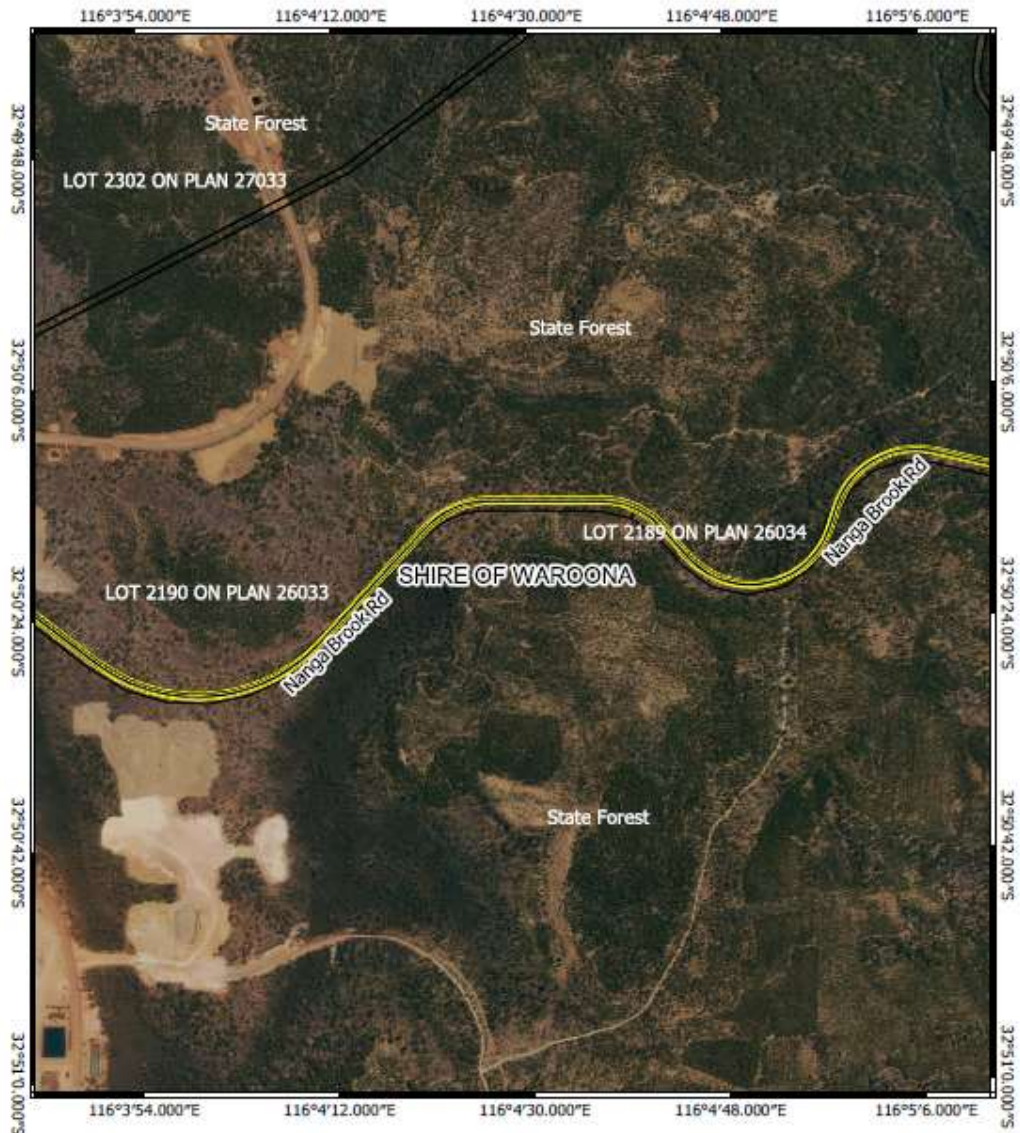 116°3'54.000"E
116°4'12.000"E
116°4'30.000"E
116°4'48.000"E
116°5'6.000"E
32°49'48.000"S
32°49'48.000"S
State Forest
LOT 2302 ON PLAN 27033
State Forest
32°50'6.000"S
32°50'6.000"S
Nanga Brook Rd
LOT 2189 ON PLAN 26034
SHIRE OF WAROONA
LOT 2190 ON PLAN 26033
32°50'24.000"S
32°50'24.000"S
Nanga Brook Rd
State Forest
32°50'42.000"S
32°50'42.000"S
32°51'0.000"S
32°51'0.000"S
116°3'54.000"E
116°4'12.000"E
116°4'30.000"E
116°4'48.000"E
116°5'6.000"E